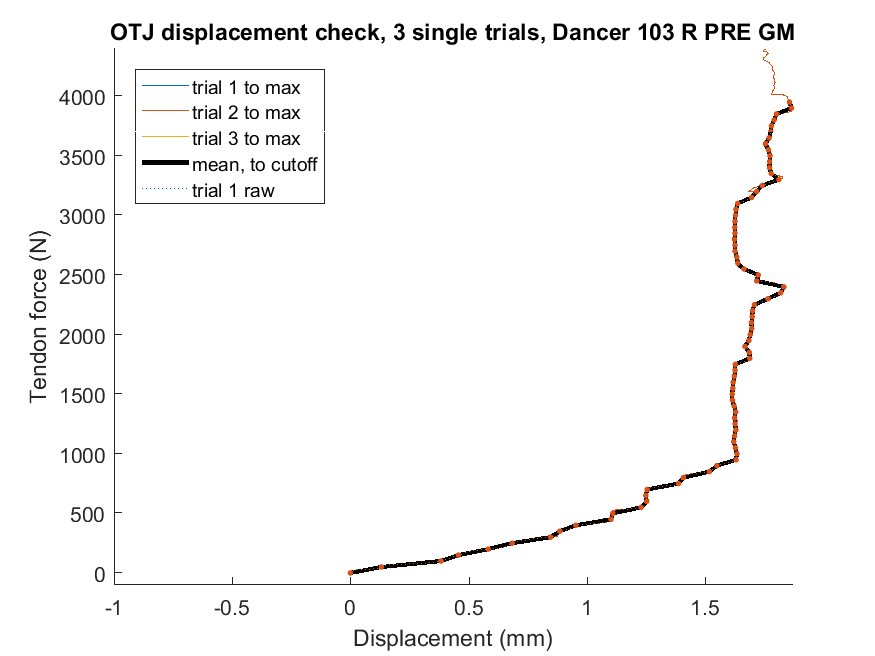 OTJ displacement check, 3 single trials, Dancer 103 R PRE GM
trial 1 to max
trial 2 to max
trial 3 to max
mean, to cutoff
trial 1 raw
Tendon force (N)
4000
3500
3000
2500
2000
1500
1000
500
0
-1
-0.5
0
0.5
1
1.5
Displacement (mm)